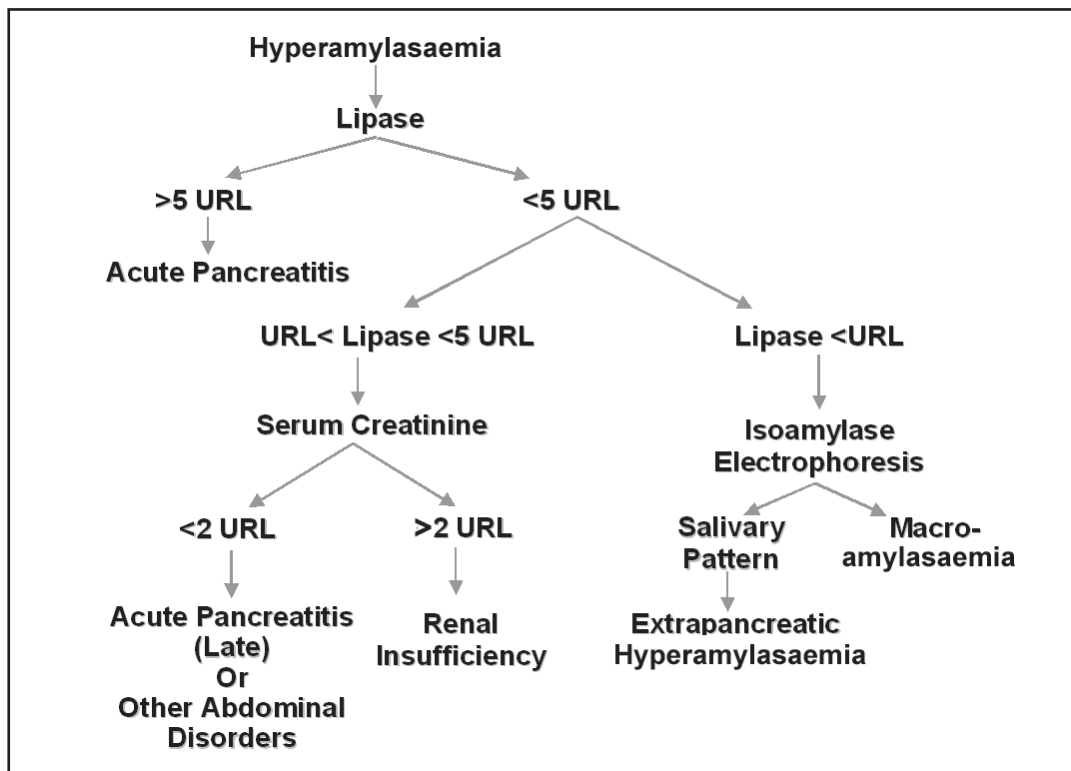 Hyperamylasaemia
Lipase
>5 URL
<5 URL
Acute Pancreatitis
URL< Lipase <5 URL
Lipase <URL
Serum Creatinine
Isoamylase
Electrophoresis
<2 URL
>2 URL
Salivary
Pattern
Macro-
amylasaemia
Acute Pancreatitis
(Late)
Or
Other Abdominal
Disorders
Renal
Insufficiency
Extrapancreatic
Hyperamylasaemia